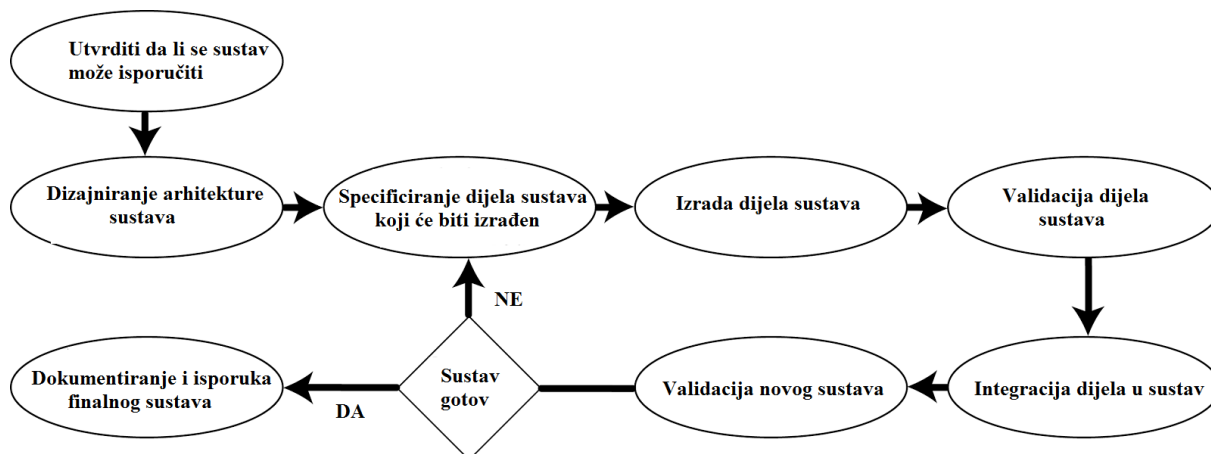 Utvrditi da li se sustav
može isporučiti
Dizajniranje arhitekture
sustava
Specificiranje dijela sustava
koji će biti izrađen
Izrada dijela sustava
Validacija dijela
sustava
NE
Dokumentiranje i isporuka
finalnog sustava
DA
Sustav
gotov
Validacija novog sustava
Integracija dijela u sustav